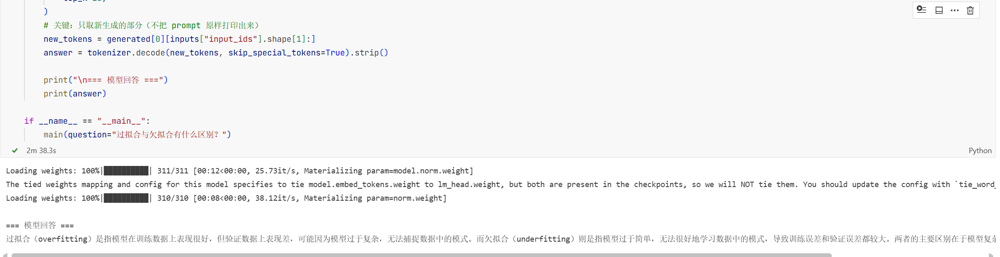 )
# 关键：只取新生成的部分（不把 prompt 原样打印出来）
new_tokens = generated[0][inputs["input_ids"].shape[1]:]
answer = tokenizer.decode(new_tokens, skip_special_tokens=True).strip()
print("\n=== 模型回答 ===")
print(answer)
if __name__ == "__main__":
main(question="过拟合与欠拟合有什么区别？")
2m 38.3s
Python
Loading weights: 100%|██████████| 311/311 [00:12<00:00, 25.73it/s, Materializing param=model.norm.weight]
The tied weights mapping and config for this model specifies to tie model.embed_tokens.weight to lm_head.weight, but both are present in the checkpoints, so we will NOT tie them. You should update the config with `tie_word_
Loading weights: 100%|██████████| 310/310 [00:08<00:00, 38.12it/s, Materializing param=norm.weight]
=== 模型回答 ===
过拟合（overfitting）是指模型在训练数据上表现很好，但验证数据上表现差，可能因为模型过于复杂，无法捕捉数据中的模式。而欠拟合（underfitting）则是指模型过于简单，无法很好地学习数据中的模式，导致训练误差和验证误差都较大。两者的主要区别在于模型复杂